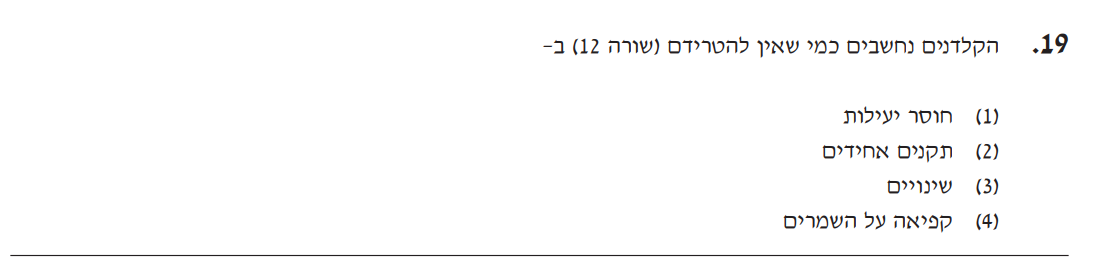 19. הקלדנים נחשבים כמי שאין להטרידם (שורה 12) ב-
(1) חוסר יעילות
(2) תקנים אחידים
(3) שינויים
(4) קפיאה על השמרים